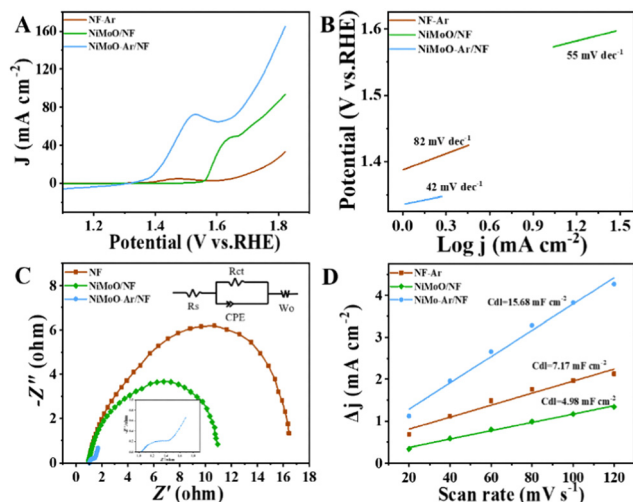 A
NF-Ar
NiMoO/NF
NiMoO-Ar/NF
J (mA cm-2)
160
120
80
40
0
1.2
1.4
1.6
1.8
Potential (V vs.RHE)
B
NF-Ar
NiMoO/NF
NiMoO-Ar/NF
Potential (V vs.RHE)
1.6
1.5
1.4
55 mV dec-1
82 mV dec-1
42 mV dec-1
0.0
0.3
0.6
0.9
1.2
1.5
Log j (mA cm-2)
C
NF
NiMoO/NF
NiMoO-Ar/NF
Rct
Rs
CPE
Wo
-Z″ (ohm)
8
6
4
2
0
0
2
4
6
8
10
12
14
16
18
Z' (ohm)
D
NF-Ar
NiMoO/NF
NiMo-Ar/NF
Cdl=15.68 mF cm-2
Cdl=7.17 mF cm-2
Cdl=4.98 mF cm-2
Δj (mA cm-2)
4
2
0
20
40
60
80
100
120
Scan rate (mV s-1)